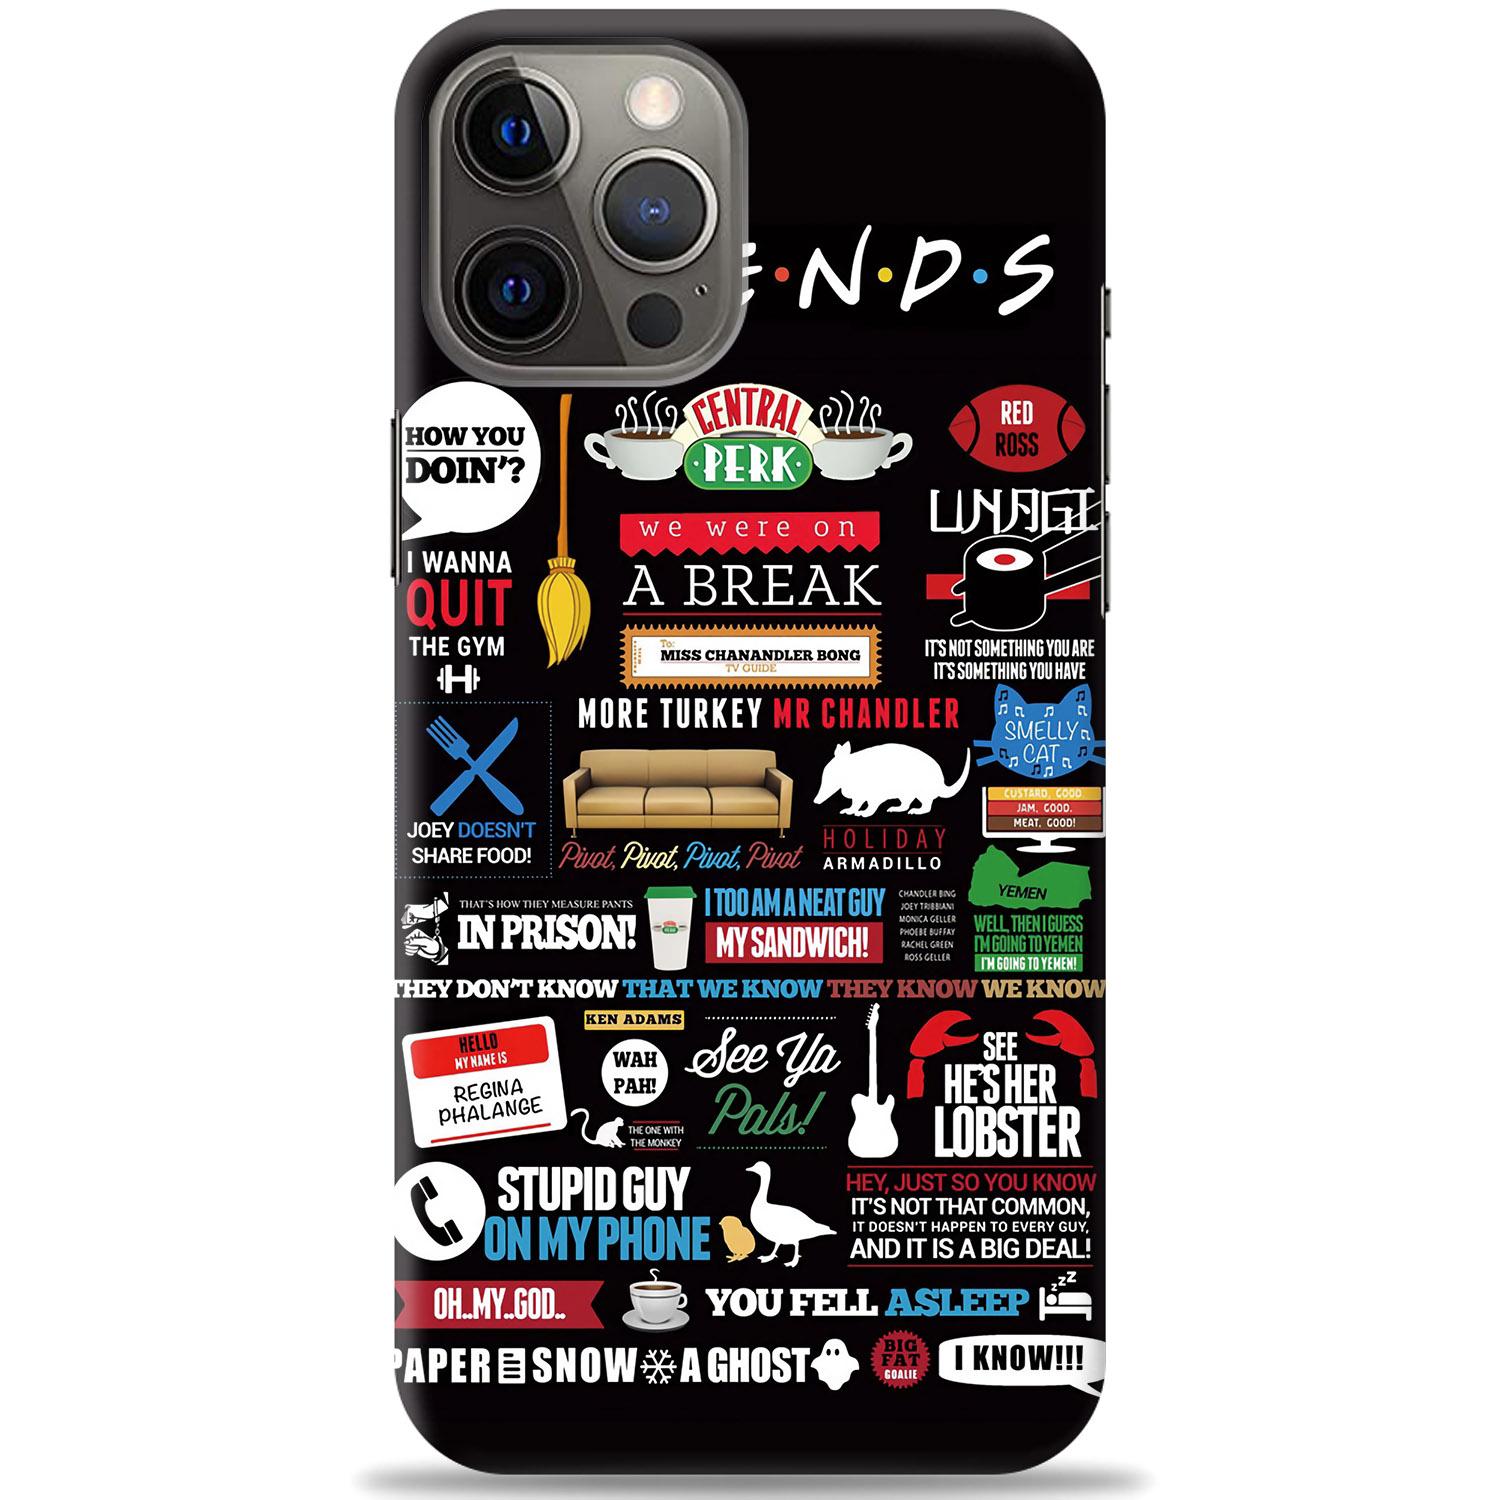 E·N·D·S
HOW YOU
DOIN'?
CENTRAL
·PERK·
RED
ROSS
UNAGI
we were on
A BREAK
I WANNA
QUIT
THE GYM
To:
MISS CHANANDLER BONG
TV GUIDE
IT'S NOT SOMETHING YOU ARE
IT'S SOMETHING YOU HAVE
MORE TURKEY MR CHANDLER
SMELLY
CAT
CUSTARD, GOOD.
JAM, GOOD.
MEAT, GOOD!
JOEY DOESN'T
SHARE FOOD!
Pivot, Pivot, Pivot, Pivot
HOLIDAY
ARMADILLO
YEMEN
WELL, THEN I GUESS
I'M GOING TO YEMEN
I'M GOING TO YEMEN!
THAT'S HOW THEY MEASURE PANTS
IN PRISON!
I TOO AM A NEAT GUY
MY SANDWICH!
CHANDLER BING
JOEY TRIBBIANI
MONICA GELLER
PHOEBE BUFFAY
RACHEL GREEN
ROSS GELLER
THEY DON'T KNOW THAT WE KNOW THEY KNOW WE KNOW
HELLO
MY NAME IS
REGINA
PHALANGE
KEN ADAMS
WAH
PAH!
THE ONE WITH
THE MONKEY
See Ya
Pals!
SEE
HE'S HER
LOBSTER
STUPID GUY
ON MY PHONE
HEY, JUST SO YOU KNOW
IT'S NOT THAT COMMON,
IT DOESN'T HAPPEN TO EVERY GUY,
AND IT IS A BIG DEAL!
OH..MY..GOD..
YOU FELL ASLEEP
zzz
PAPER SNOW A GHOST
BIG
FAT
GOALIE
I KNOW!!!